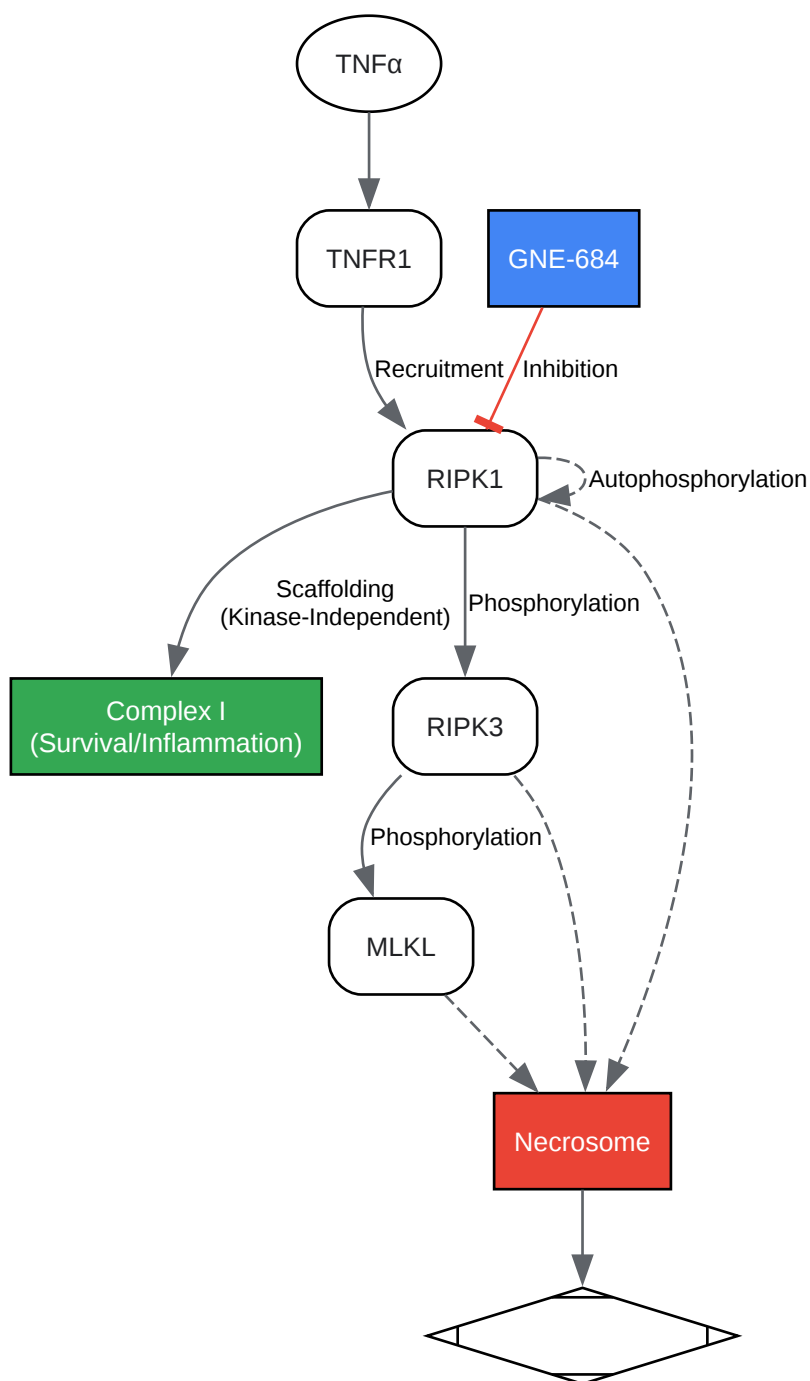 TNFα
TNFR1
GNE-684
Recruitment
Inhibition
RIPK1
Autophosphorylation
Scaffolding
(Kinase-Independent)
Phosphorylation
Complex I
(Survival/Inflammation)
RIPK3
Phosphorylation
MLKL
Necrosome